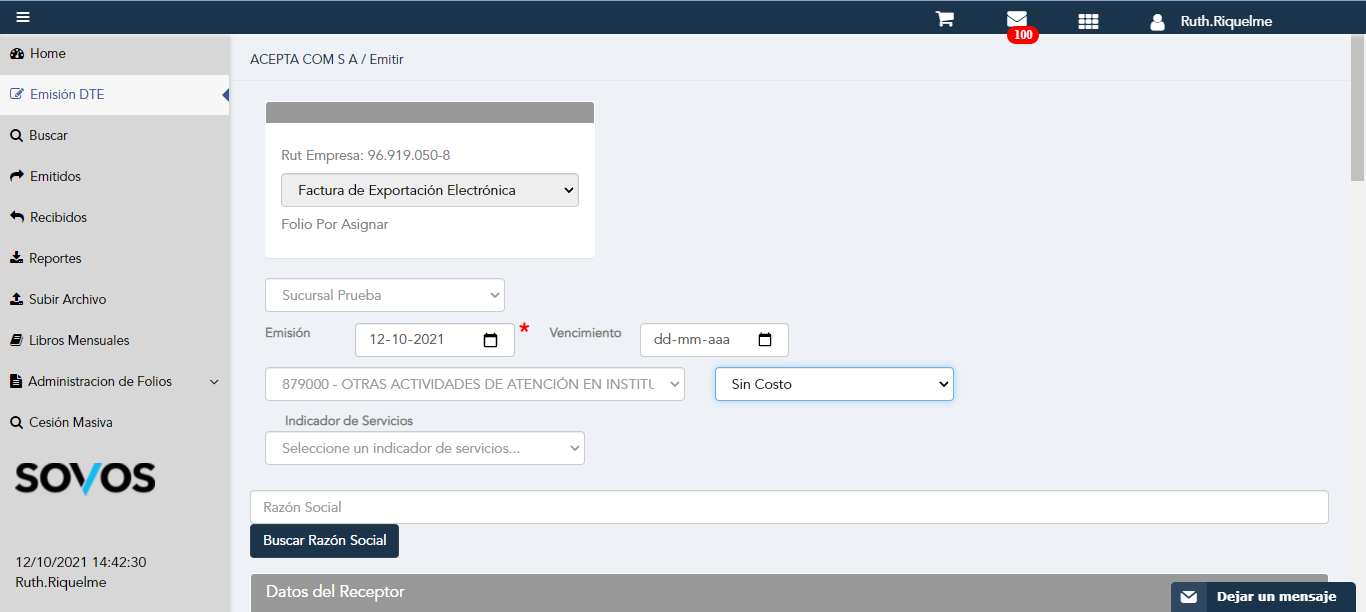 100
Ruth.Riquelme
Home
Emisión DTE
Buscar
Emitidos
Recibidos
Reportes
Subir Archivo
Libros Mensuales
Administracion de Folios
Cesión Masiva
SOVOS
12/10/2021 14:42:30
Ruth.Riquelme
ACEPTA COM S A / Emitir
Rut Empresa: 96.919.050-8
Factura de Exportación Electrónica
Folio Por Asignar
Sucursal Prueba
Emisión 12-10-2021 * Vencimiento dd-mm-aaa
879000 - OTRAS ACTIVIDADES DE ATENCIÓN EN INSTITU Sin Costo
Indicador de Servicios
Seleccione un indicador de servicios...
Razón Social
Buscar Razón Social
Datos del Receptor
Dejar un mensaje